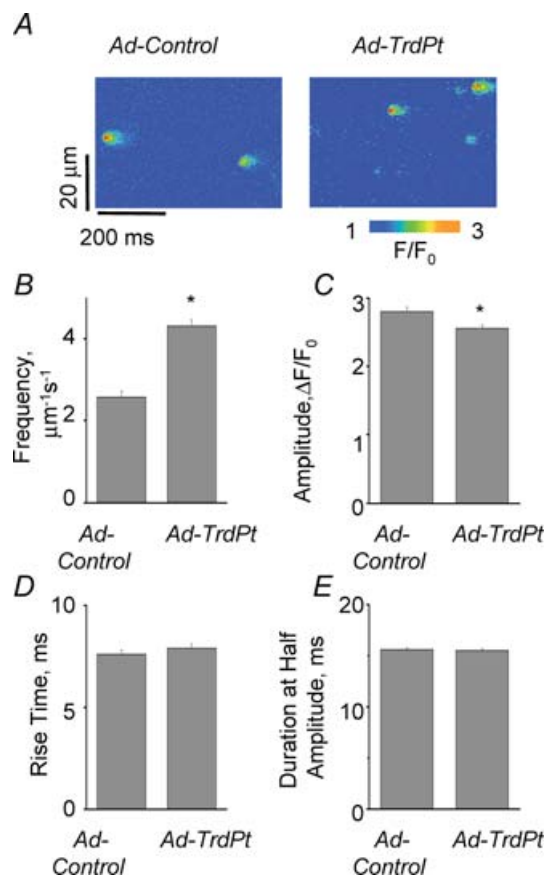 A
Ad-Control
Ad-TrdPt
20 μm
200 ms
1
3
F/F0
B
Frequency,
μm-1s-1
4
2
0
*
Ad-
Control
Ad-TrdPt
C
Amplitude,ΔF/F0
3
2
1
0
*
Ad-
Control
Ad-TrdPt
D
Rise Time, ms
10
5
0
Ad-
Control
Ad-TrdPt
E
Duration at Half
Amplitude, ms
20
10
0
Ad-
Control
Ad-TrdPt